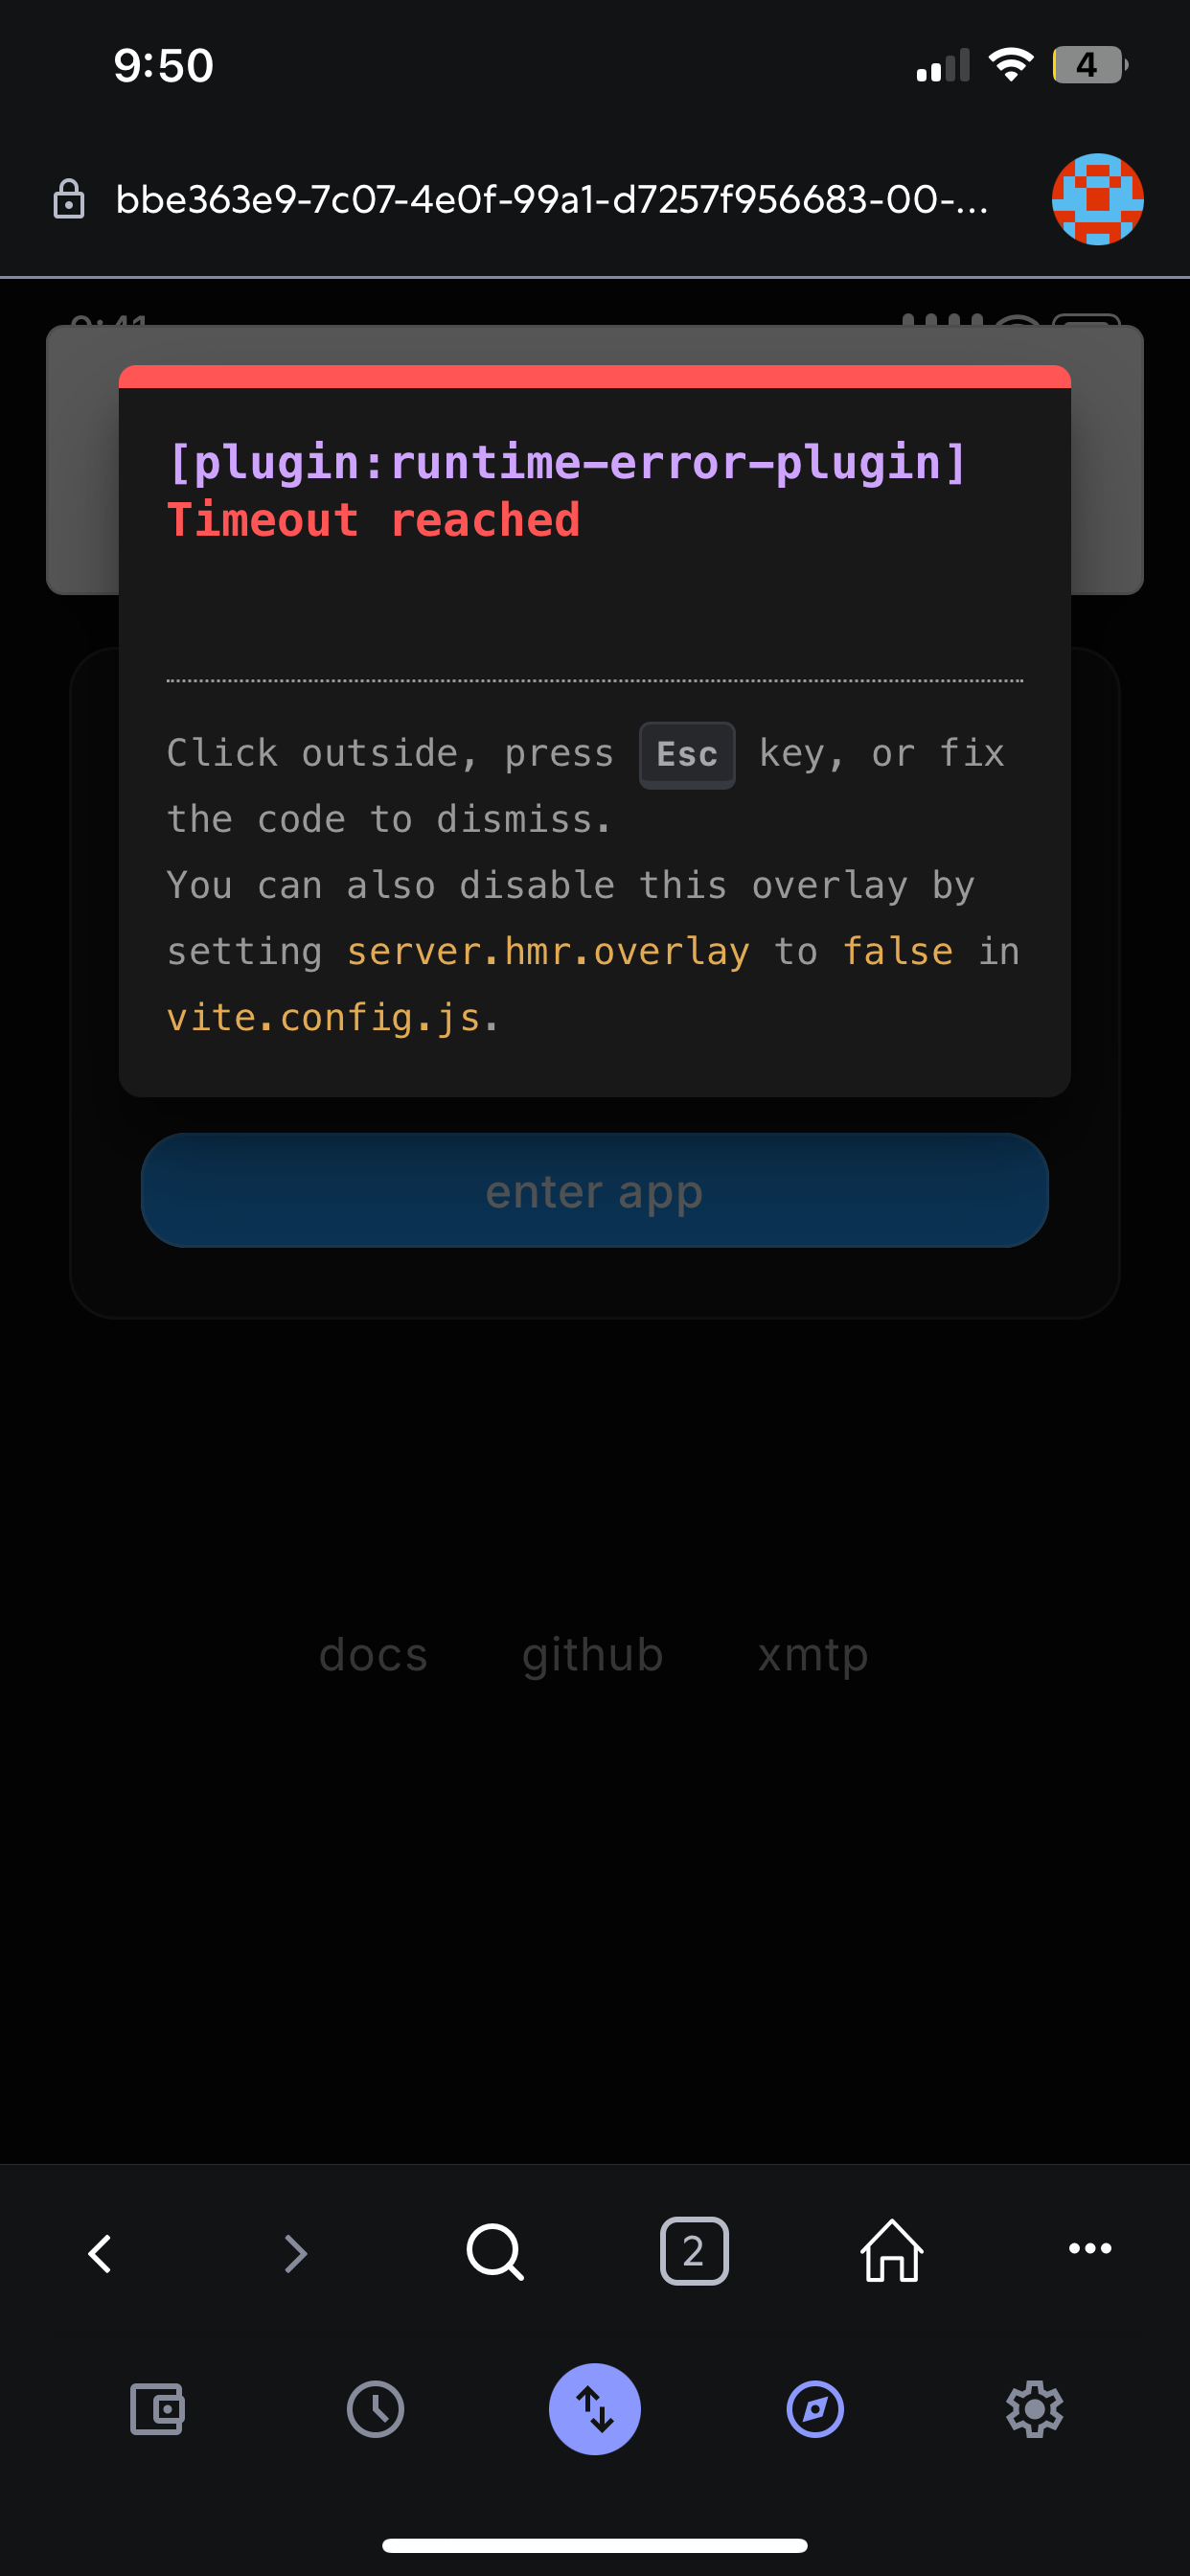 9:50
4
bbe363e9-7c07-4e0f-99a1-d7257f956683-00-...
9:41
[plugin:runtime-error-plugin]
Timeout reached
Click outside, press Esc key, or fix
the code to dismiss.
You can also disable this overlay by
setting server.hmr.overlay to false in
vite.config.js.
enter app
docs github xmtp
2